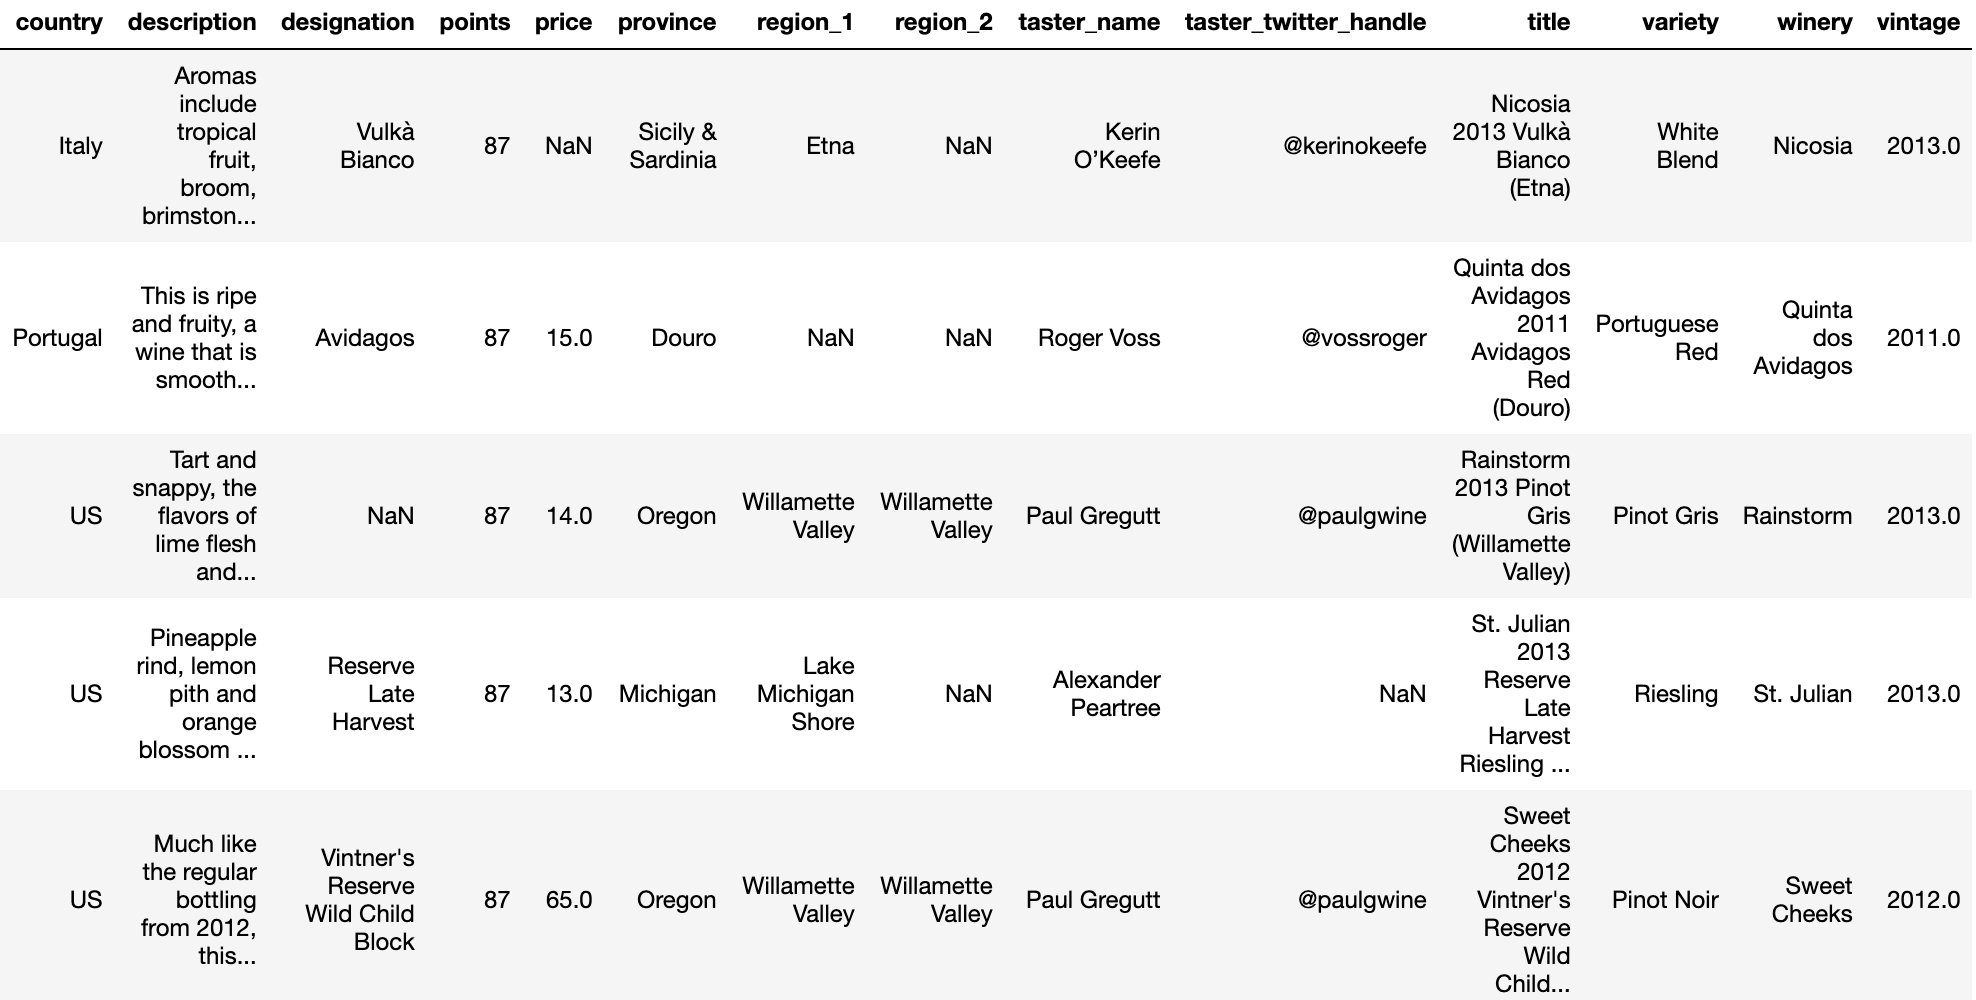 country description designation points price province region_1 region_2 taster_name taster_twitter_handle title variety winery vintage
Italy
Aromas
include
tropical
fruit,
broom,
brimston...
Vulkà
Bianco
87
NaN
Sicily &
Sardinia
Etna
NaN
Kerin
O’Keefe
@kerinokeefe
Nicosia
2013 Vulkà
Bianco
(Etna)
White
Blend
Nicosia
2013.0
Portugal
This is ripe
and fruity, a
wine that is
smooth...
Avidagos
87
15.0
Douro
NaN
NaN
Roger Voss
@vossroger
Quinta dos
Avidagos
2011
Avidagos
Red
(Douro)
Portuguese
Red
Quinta
dos
Avidagos
2011.0
US
Tart and
snappy, the
flavors of
lime flesh
and...
NaN
87
14.0
Oregon
Willamette
Valley
Willamette
Valley
Paul Gregutt
@paulgwine
Rainstorm
2013 Pinot
Gris
(Willamette
Valley)
Pinot Gris
Rainstorm
2013.0
US
Pineapple
rind, lemon
pith and
orange
blossom ...
Reserve
Late
Harvest
87
13.0
Michigan
Lake
Michigan
Shore
NaN
Alexander
Peartree
NaN
St. Julian
2013
Reserve
Late
Harvest
Riesling ...
Riesling
St. Julian
2013.0
US
Much like
the regular
bottling
from 2012,
this...
Vintner's
Reserve
Wild Child
Block
87
65.0
Oregon
Willamette
Valley
Willamette
Valley
Paul Gregutt
@paulgwine
Sweet
Cheeks
2012
Vintner's
Reserve
Wild
Child...
Pinot Noir
Sweet
Cheeks
2012.0